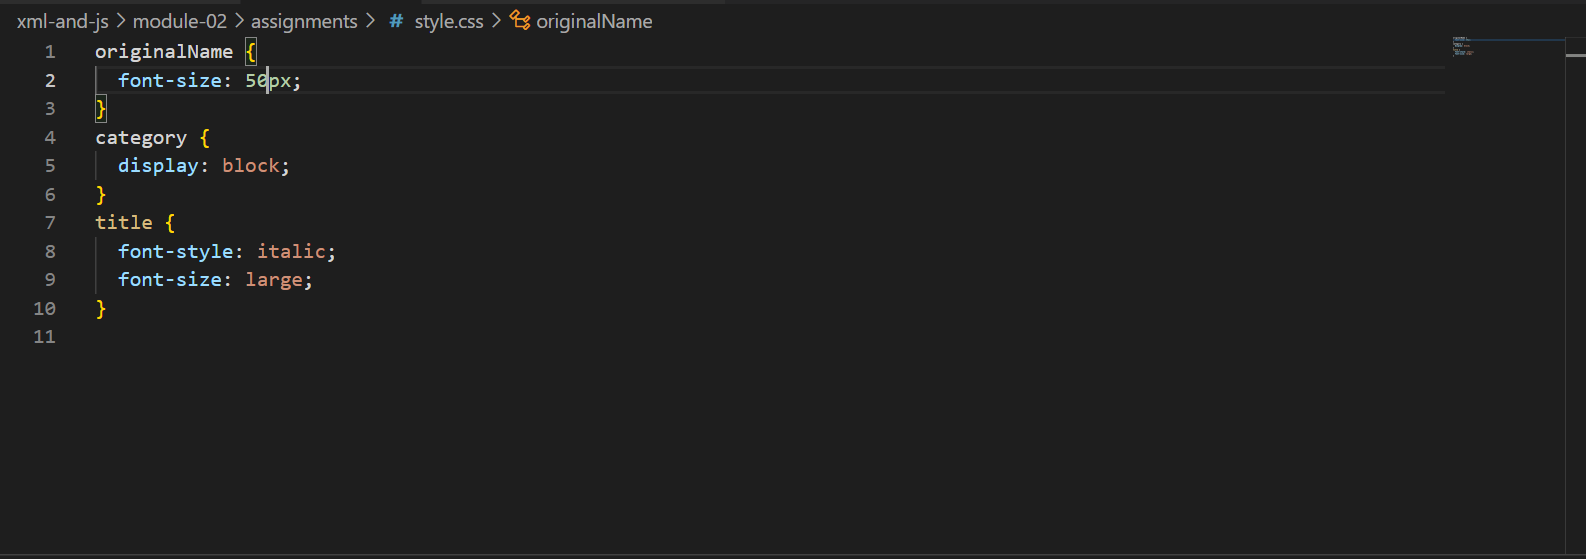 xml-and-js > module-02 > assignments > # style.css > originalName
1 originalName {
2   font-size: 50px;
3 }
4 category {
5   display: block;
6 }
7 title {
8   font-style: italic;
9   font-size: large;
10 }
11